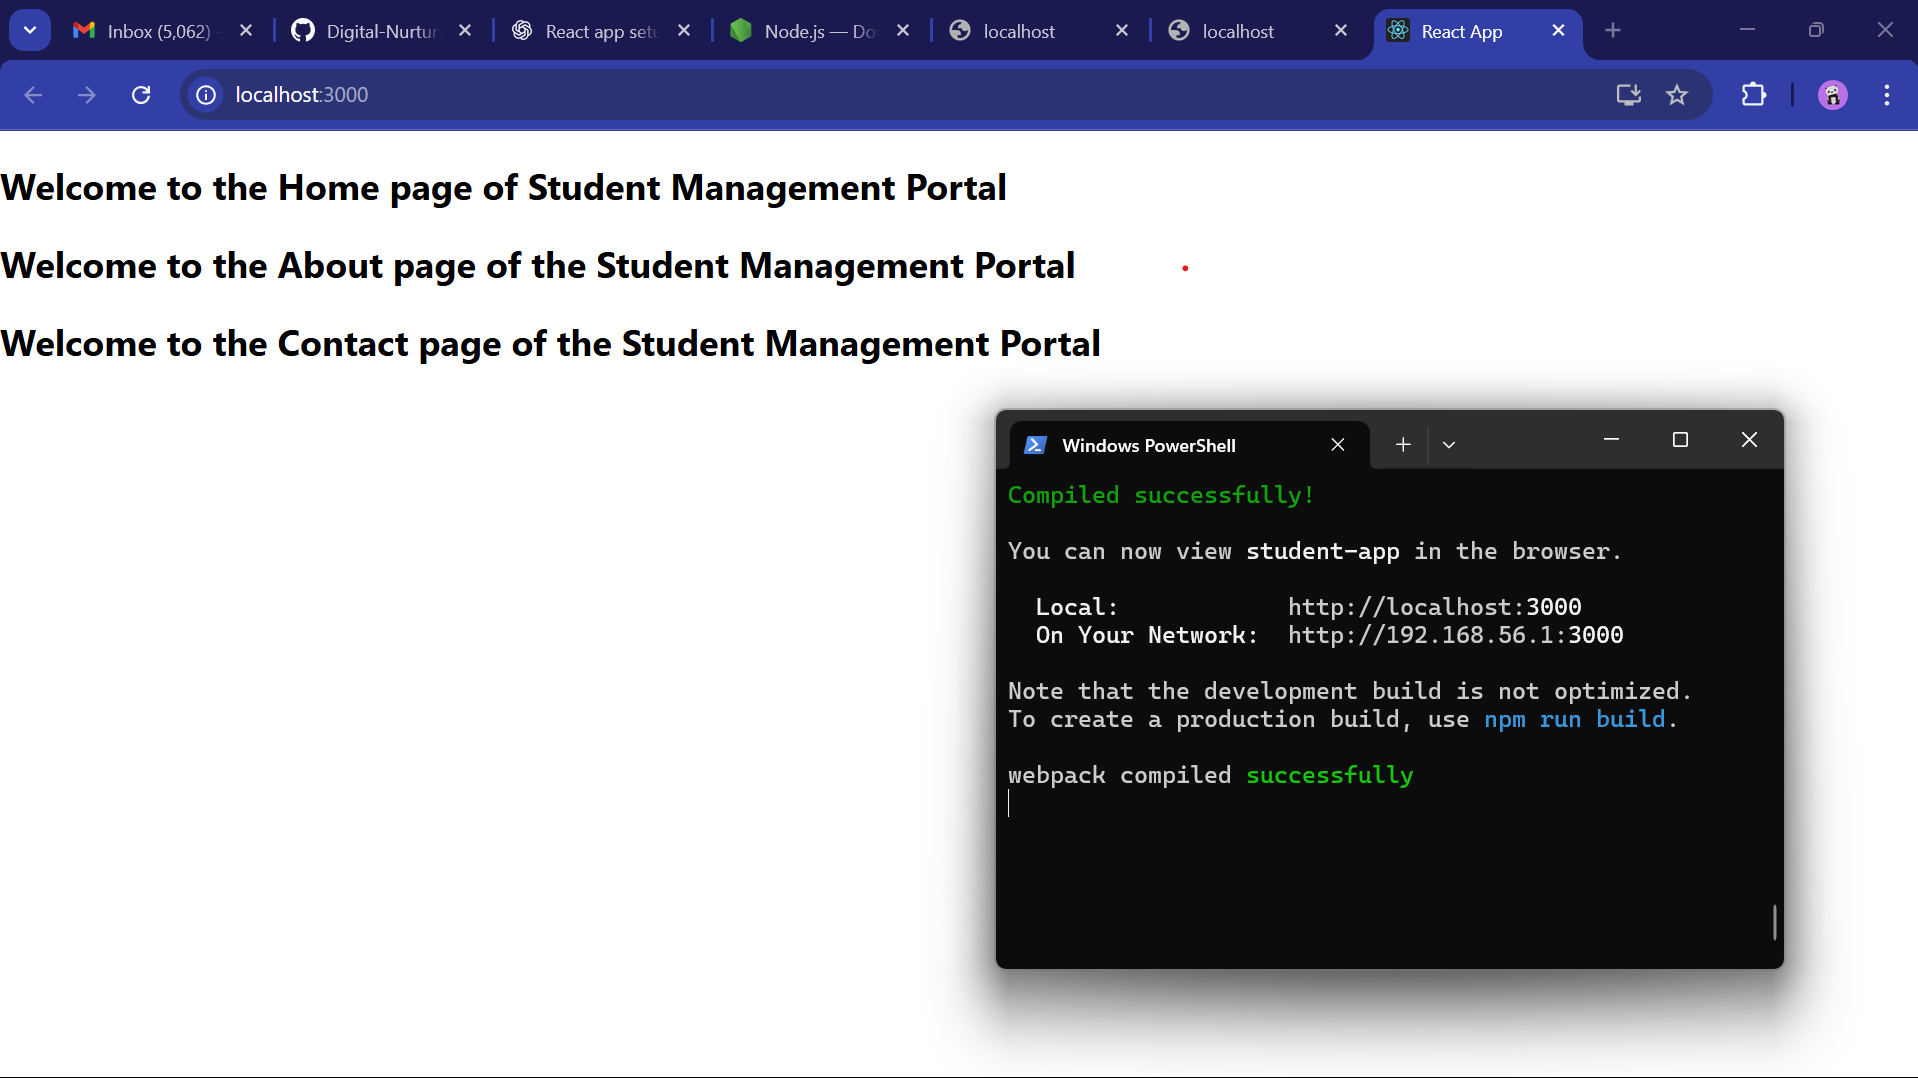 Inbox (5,062)
Digital-Nurtur
React app setu
Node.js — Do
localhost
localhost
React App
localhost:3000
Welcome to the Home page of Student Management Portal
Welcome to the About page of the Student Management Portal
Welcome to the Contact page of the Student Management Portal
Windows PowerShell
Compiled successfully!
You can now view student-app in the browser.
Local: http://localhost:3000
On Your Network: http://192.168.56.1:3000
Note that the development build is not optimized.
To create a production build, use npm run build.
webpack compiled successfully